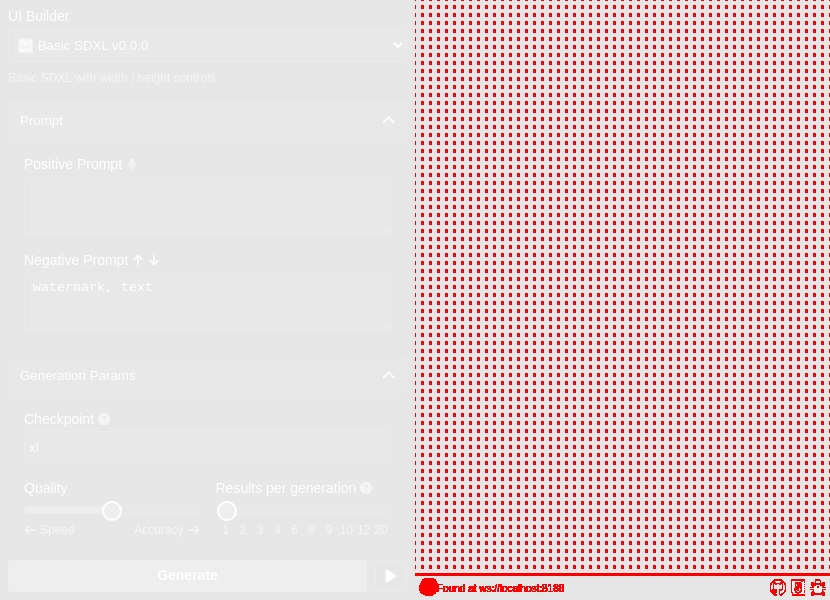 UI Builder
Basic SDXL v0.0.0
Basic SDXL with width / height controls
Prompt
Positive Prompt
Negative Prompt ↑ ↓
watermark, text
Generation Params
Checkpoint
xl
Quality
Results per generation
← Speed Accuracy →
1 2 3 4 6 8 9 10 12 20
Generate
Found at ws://localhost:8188